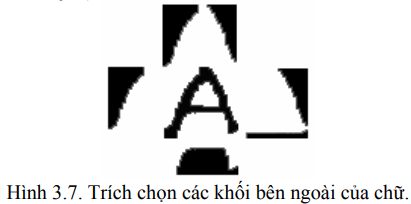 A
Hình 3.7. Trích chọn các khối bên ngoài của chữ.